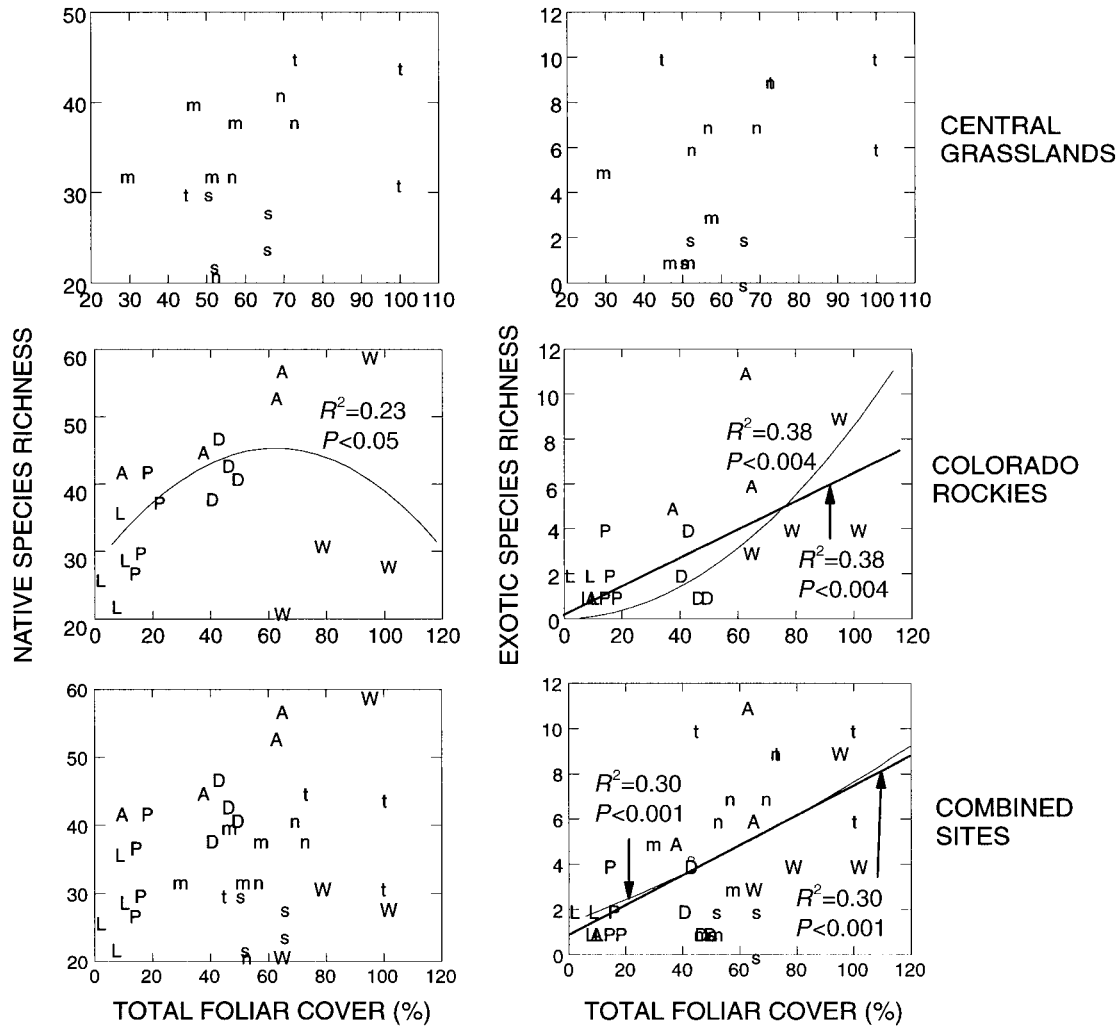 50
t
t
n
40
m
m n
m m n
t
30
t s
s
s
s
n
20
20 30 40 50 60 70 80 90 100 110
12
10
t t
n
8
n n
6
n t
m
4
m
2
s s
m s m
0
s
20 30 40 50 60 70 80 90 100 110
CENTRAL
GRASSLANDS
NATIVE SPECIES RICHNESS
60
W
A
A
50
D
A
D
A P
D
40
P D
L
P
30
L
P
W
W
L
L
20
W
0 20 40 60 80 100 120
R²=0.23
P<0.05
EXOTIC SPECIES RICHNESS
12
A
10
W
8
6
A
A
4
P D W W
W
2
L L P D
L A L P P D D
0
0 20 40 60 80 100 120
R²=0.38
P<0.004
R²=0.38
P<0.004
COLORADO
ROCKIES
60
W
A
A
50
D
A t
t
D
A P D n
40
m
D m n
P
L
m m n
t
W
30
L P t s
P s W
L
s
L s W
20
n
0 20 40 60 80 100 120
TOTAL FOLIAR COVER (%)
12
A
10
t t
n W
8
n n
6
n A t
m A
4
P D W W
m W
2
L L P D s s
L A L P P D m D s m
0
s
0 20 40 60 80 100 120
TOTAL FOLIAR COVER (%)
R²=0.30
P<0.001
R²=0.30
P<0.001
COMBINED
SITES